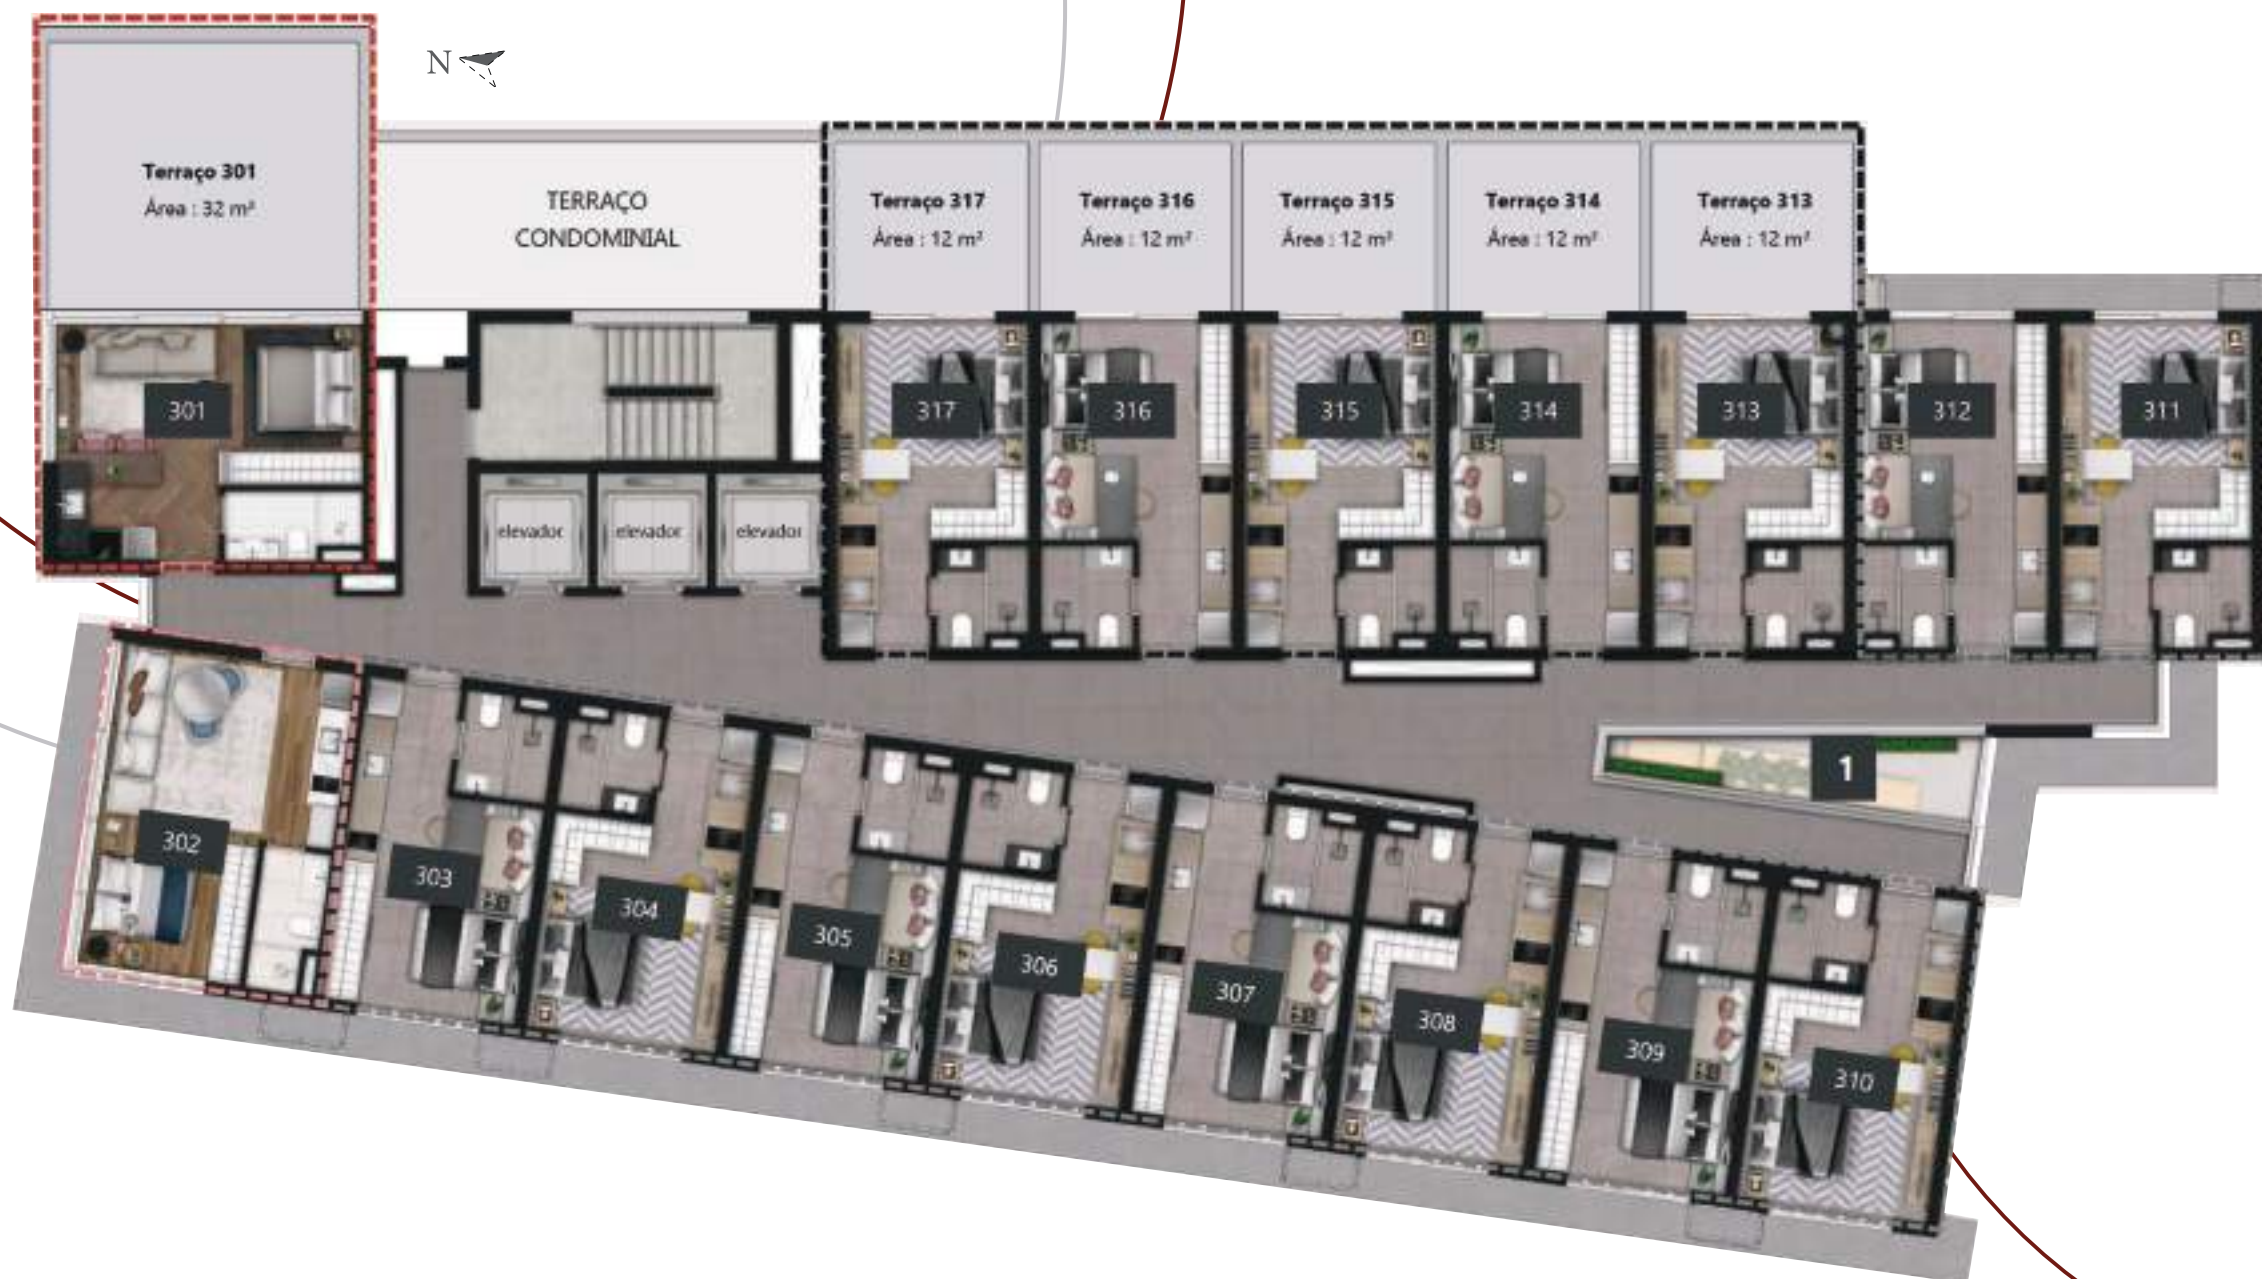 N
Terraço 301
Área : 32 m²
TERRAÇO
CONDOMINIAL
Terraço 317
Área : 12 m²
Terraço 316
Área : 12 m²
Terraço 315
Área : 12 m²
Terraço 314
Área : 12 m²
Terraço 313
Área : 12 m²
301
317
316
315
314
313
312
311
elevador
elevador
elevador
1
302
303
304
305
306
307
308
309
310